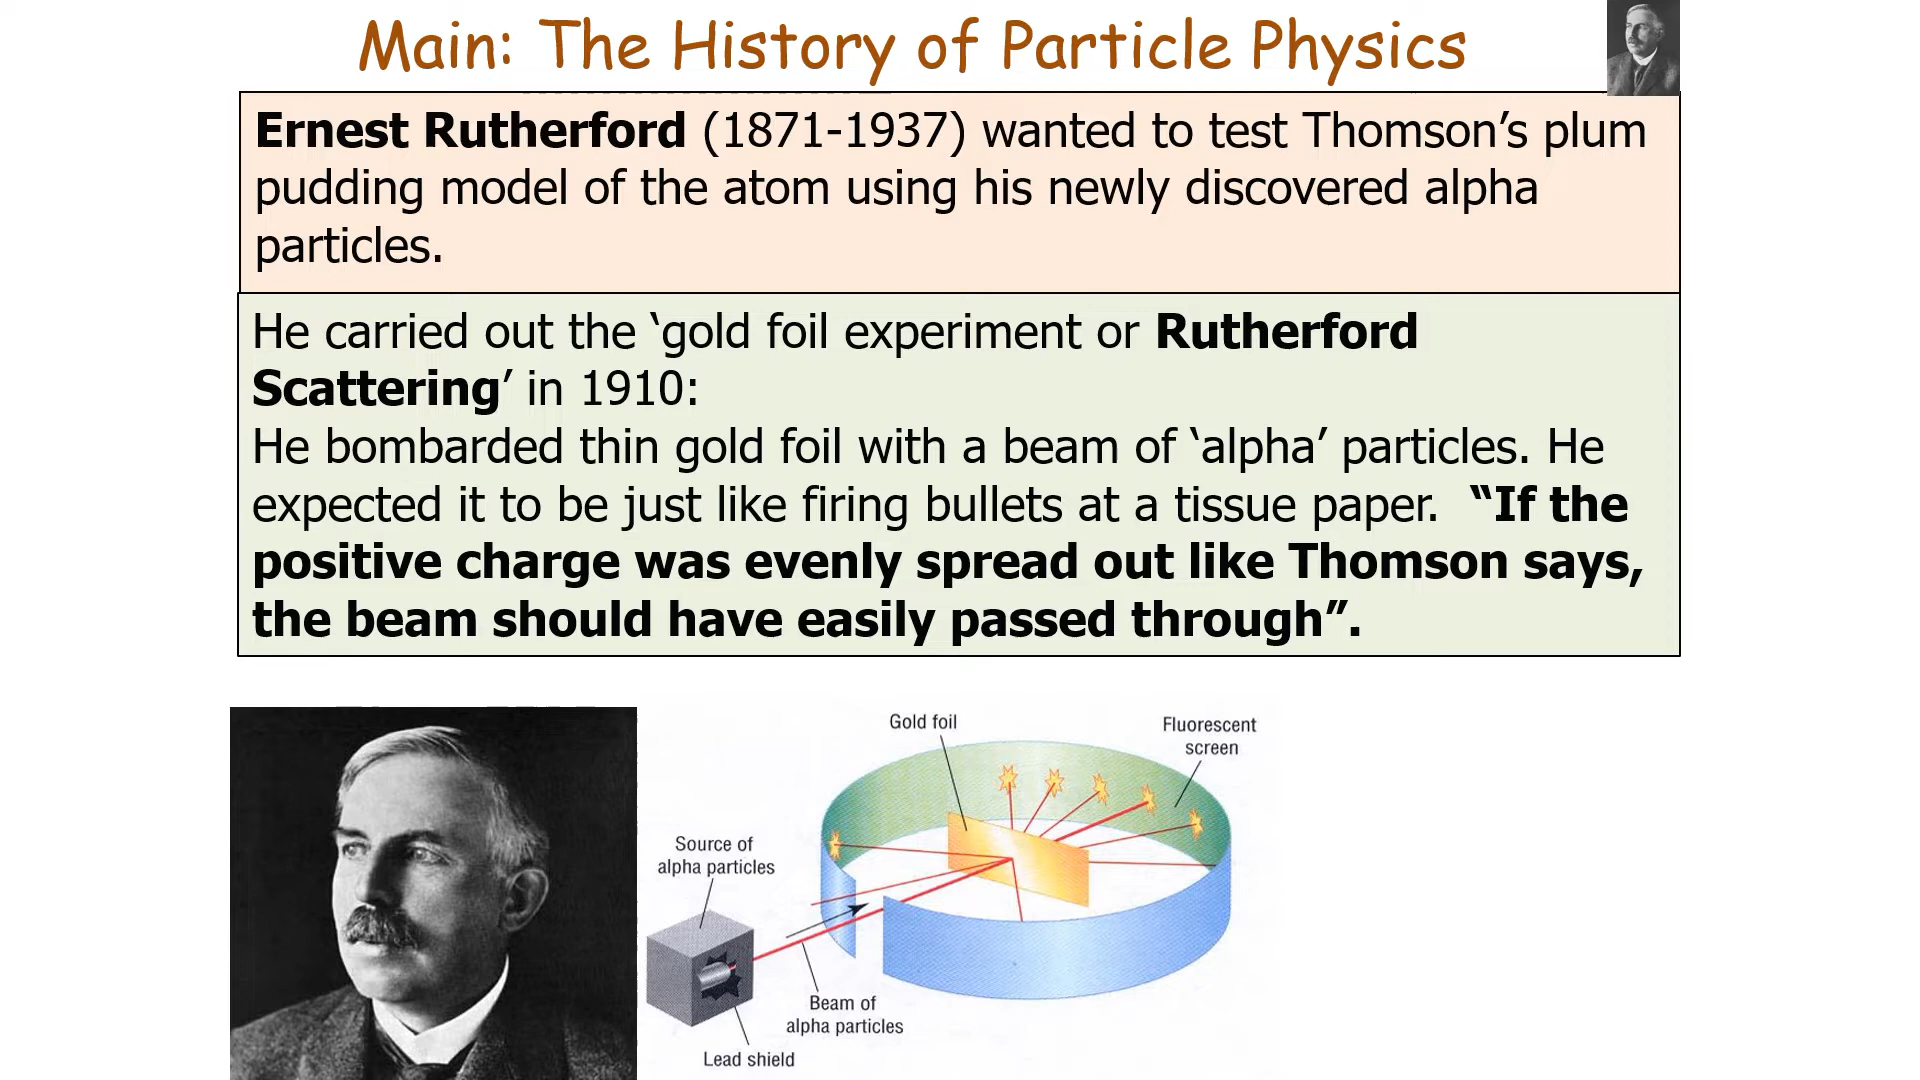 Main: The History of Particle Physics
Ernest Rutherford (1871-1937) wanted to test Thomson’s plum
pudding model of the atom using his newly discovered alpha
particles.
He carried out the ‘gold foil experiment or Rutherford
Scattering’ in 1910:
He bombarded thin gold foil with a beam of ‘alpha’ particles. He
expected it to be just like firing bullets at a tissue paper. “If the
positive charge was evenly spread out like Thomson says,
the beam should have easily passed through”.
Gold foil
Fluorescent
screen
Source of
alpha particles
Beam of
alpha particles
Lead shield